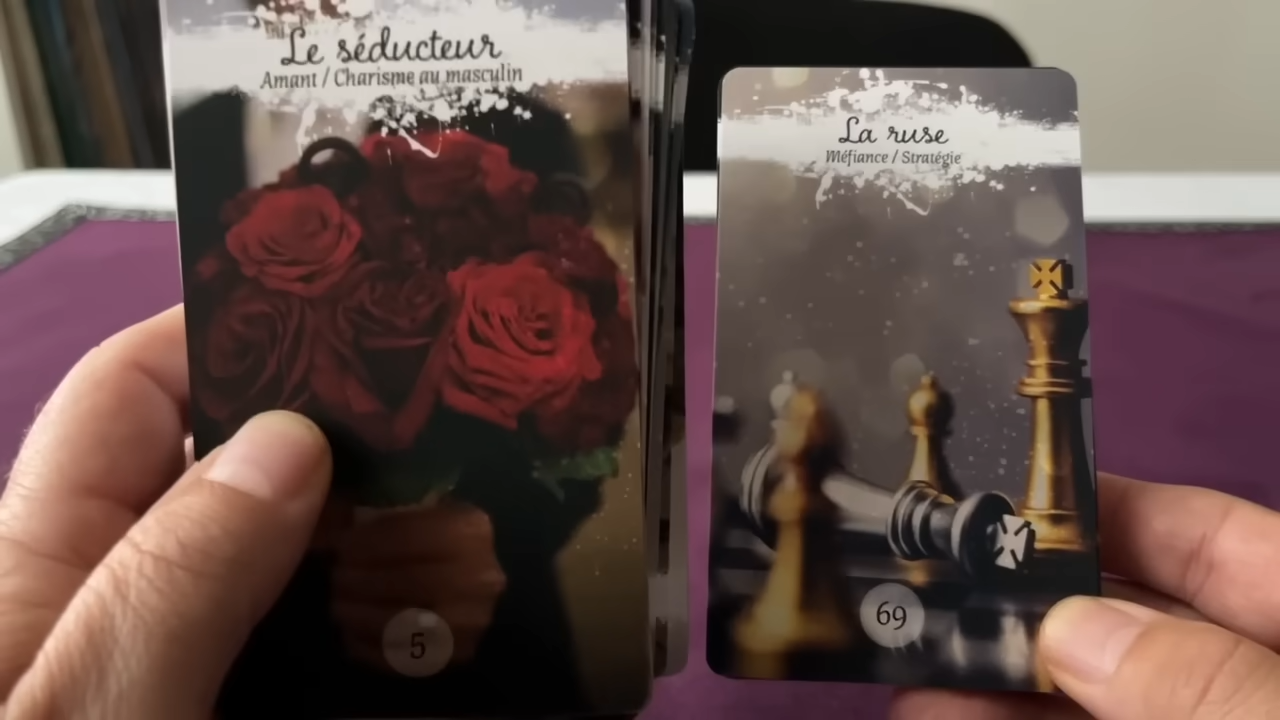 Le séducteur
Amant / Charisme au masculin
5
La ruse
Méfiance / Stratégie
69